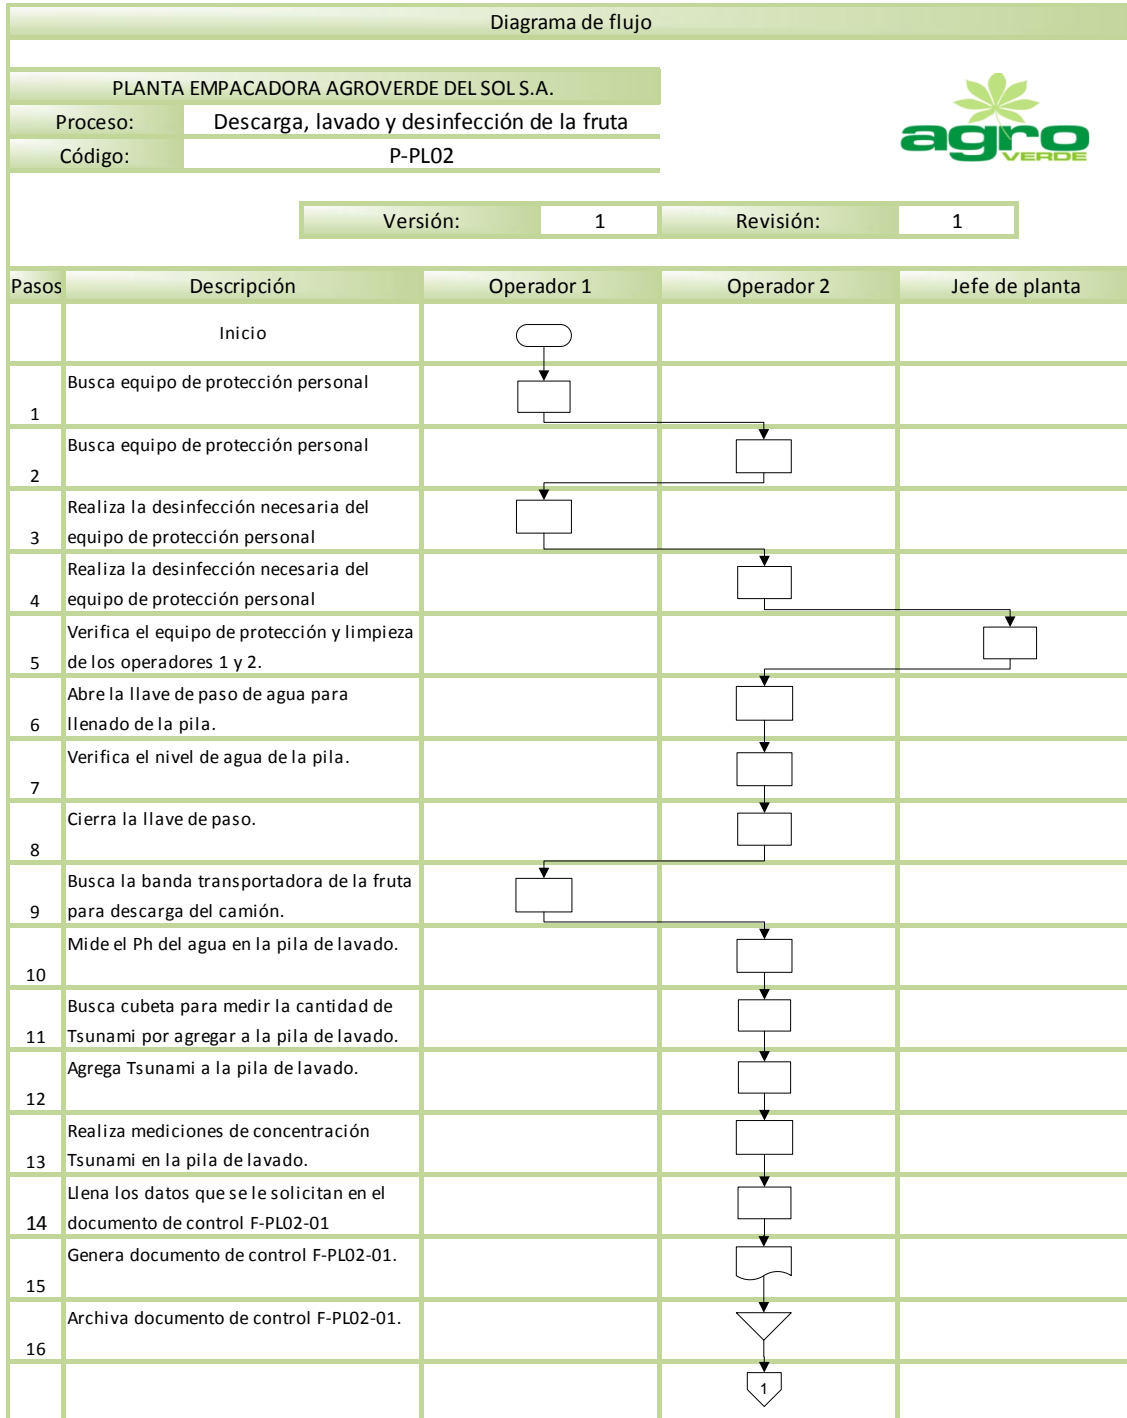 Diagrama de flujo
PLANTA EMPACADORA AGROVERDE DEL SOL S.A.
Proceso: Descarga, lavado y desinfección de la fruta
Código: P-PL02
agro
VERDE
Versión: 1 Revisión: 1
Pasos Descripción Operador 1 Operador 2 Jefe de planta
Inicio
Busca equipo de protección personal
1
Busca equipo de protección personal
2
Realiza la desinfección necesaria del
3 equipo de protección personal
Realiza la desinfección necesaria del
4 equipo de protección personal
Verifica el equipo de protección y limpieza
5 de los operadores 1 y 2.
Abre la llave de paso de agua para
6 llenado de la pila.
Verifica el nivel de agua de la pila.
7
Cierra la llave de paso.
8
Busca la banda transportadora de la fruta
9 para descarga del camión.
Mide el Ph del agua en la pila de lavado.
10
Busca cubeta para medir la cantidad de
11 Tsunami por agregar a la pila de lavado.
Agrega Tsunami a la pila de lavado.
12
Realiza mediciones de concentración
13 Tsunami en la pila de lavado.
Llena los datos que se le solicitan en el
14 documento de control F-PL02-01
Genera documento de control F-PL02-01.
15
Archiva documento de control F-PL02-01.
16
1